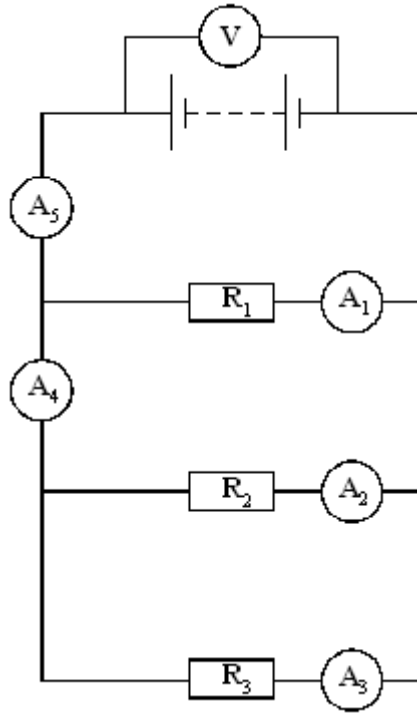 V
A₅
R₁ A₁
A₄
R₂ A₂
R₃ A₃